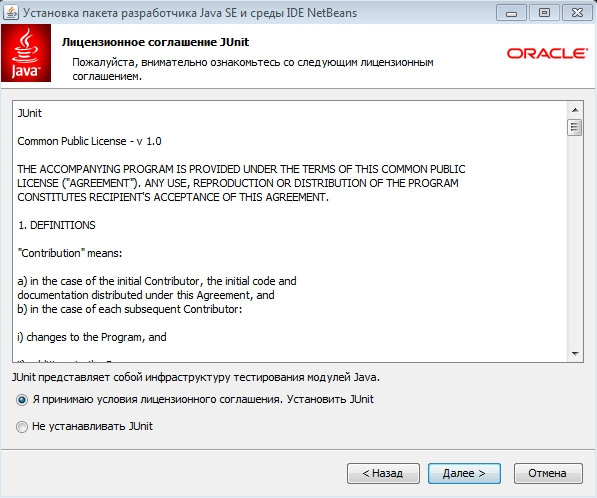 Установка пакета разработчика Java SE и среды IDE NetBeans
Лицензионное соглашение JUnit
Пожалуйста, внимательно ознакомьтесь со следующим лицензионным
соглашением.
Java™
ORACLE®
JUnit
Common Public License - v 1.0
THE ACCOMPANYING PROGRAM IS PROVIDED UNDER THE TERMS OF THIS COMMON PUBLIC
LICENSE ("AGREEMENT"). ANY USE, REPRODUCTION OR DISTRIBUTION OF THE PROGRAM
CONSTITUTES RECIPIENT'S ACCEPTANCE OF THIS AGREEMENT.
1. DEFINITIONS
"Contribution" means:
a) in the case of the initial Contributor, the initial code and
documentation distributed under this Agreement, and
b) in the case of each subsequent Contributor:
i) changes to the Program, and
JUnit представляет собой инфраструктуру тестирования модулей Java.
Я принимаю условия лицензионного соглашения. Установить JUnit
Не устанавливать JUnit
< Назад
Далее >
Отмена